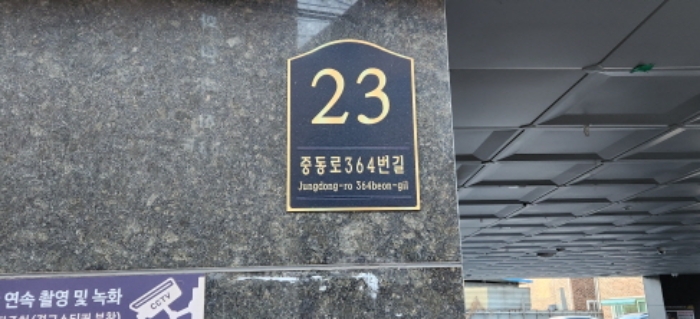 23
중동로364번길
Jungdong-ro 364beon-gil
연속 촬영 및 녹화
CCTV